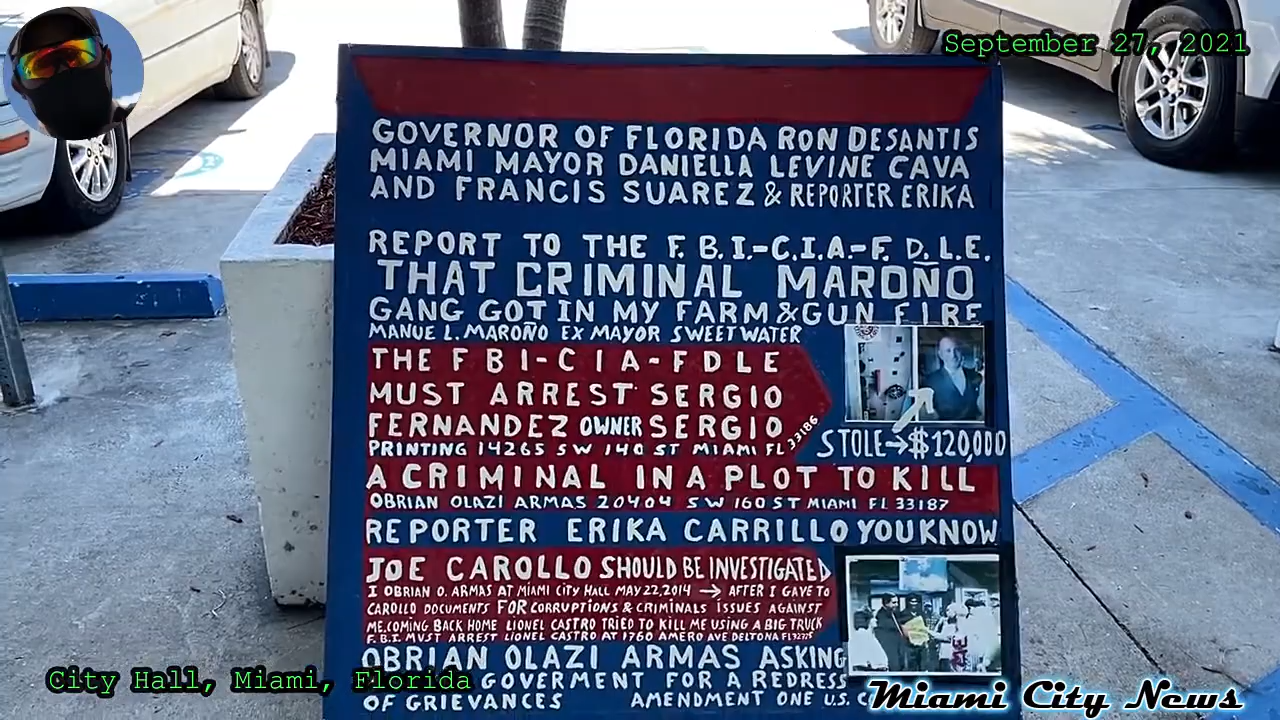 September 27, 2021
GOVERNOR OF FLORIDA RON DESANTIS
MIAMI MAYOR DANIELLA LEVINE CAVA
AND FRANCIS SUAREZ & REPORTER ERIKA
REPORT TO THE F.B.I.-C.I.A-F.D.L.E.
THAT CRIMINAL MAROÑO
GANG GOT IN MY FARM & GUN FIRE
MANUE L. MAROÑO EX MAYOR SWEETWATER
THE F B I - C I A - F D L E
MUST ARREST SERGIO
FERNANDEZ OWNER SERGIO
PRINTING 14265 SW 140 ST MIAMI FL 33186
STOLE→$120,000
A CRIMINAL IN A PLOT TO KILL
OBRIAN OLAZI ARMAS 20404 SW 160 ST MIAMI FL 33187
REPORTER ERIKA CARRILLO YOU KNOW
JOE CAROLLO SHOULD BE INVESTIGATED
I OBRIAN O. ARMAS AT MIAMI CITY HALL MAY 22, 2014 → AFTER I GAVE TO
CAROLLO DOCUMENTS FOR CORRUPTIONS & CRIMINALS ISSUES AGAINST
ME, COMING BACK HOME LIONEL CASTRO TRIED TO KILL ME USING A BIG TRUCK
F.B.I. MUST ARREST LIONEL CASTRO AT 1760 AMERO AVE DELTONA FL
OBRIAN OLAZI ARMAS ASKING
GOVERMENT FOR A REDRESS
OF GRIEVANCES AMENDMENT ONE U.S. C
City Hall, Miami, Florida
Miami City News